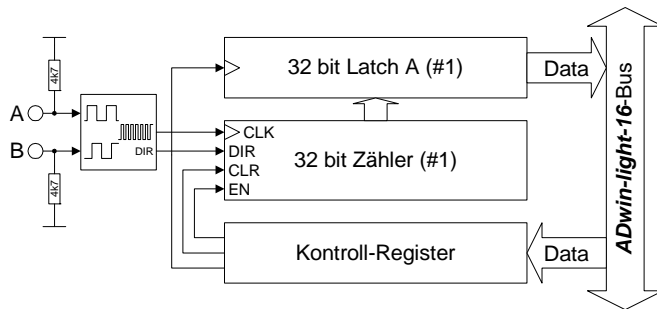 32 bit Latch A (#1)
Data
4k7
A
CLK
B
DIR
DIR
32 bit Zähler (#1)
CLR
4k7
EN
Kontroll-Register
Data
ADwin-light-16-Bus